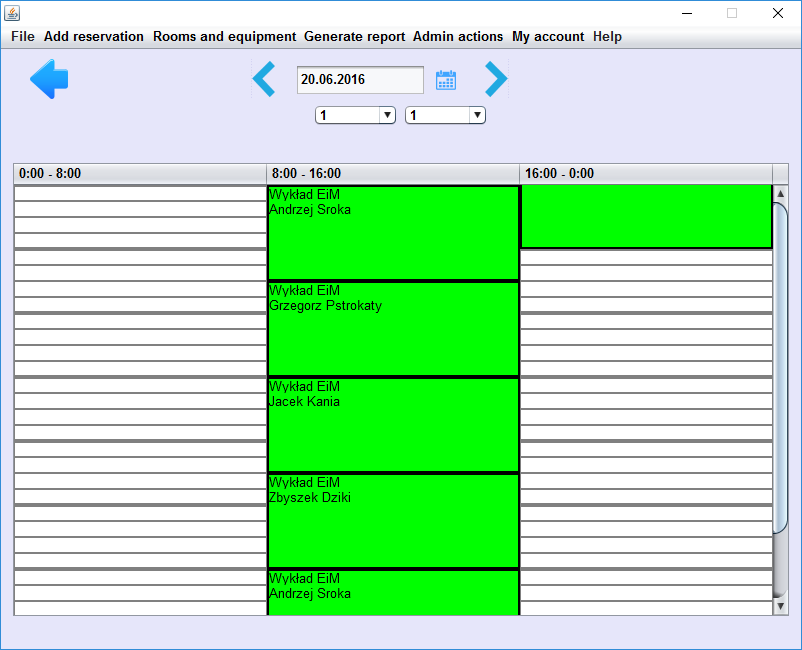 File Add reservation Rooms and equipment Generate report Admin actions My account Help
20.06.2016
1 1
0:00 - 8:00 8:00 - 16:00 16:00 - 0:00
Wykład EiM
Andrzej Sroka
Wykład EiM
Grzegorz Pstrokaty
Wykład EiM
Jacek Kania
Wykład EiM
Zbyszek Dziki
Wykład EiM
Andrzej Sroka